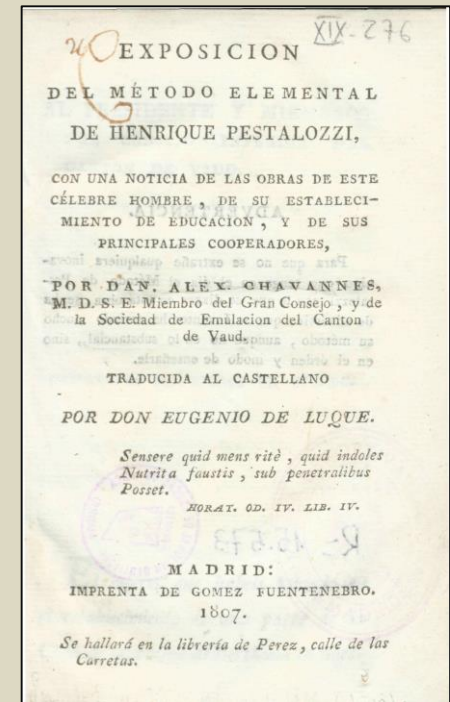 XIX-276
EXPOSICION
DEL MÉTODO ELEMENTAL
DE HENRIQUE PESTALOZZI,
CON UNA NOTICIA DE LAS OBRAS DE ESTE
CÉLEBRE HOMBRE, DE SU ESTABLECI-
MIENTO DE EDUCACION, Y DE SUS
PRINCIPALES COOPERADORES,
POR DAN. ALEX. CHAVANNES,
M. D. S. E. Miembro del Gran Consejo, y de
la Sociedad de Emulacion del Canton
de Vaud.
TRADUCIDA AL CASTELLANO
POR DON EUGENIO DE LUQUE.
Sensere quid mens ritè, quid indoles
Nutrita faustis, sub penetralibus
Posset.
HORAT. OD. IV. LIB. IV.
MADRID:
IMPRENTA DE GOMEZ FUENTENEBRO.
1807.
Se hallará en la librería de Perez, calle de las
Carretas.